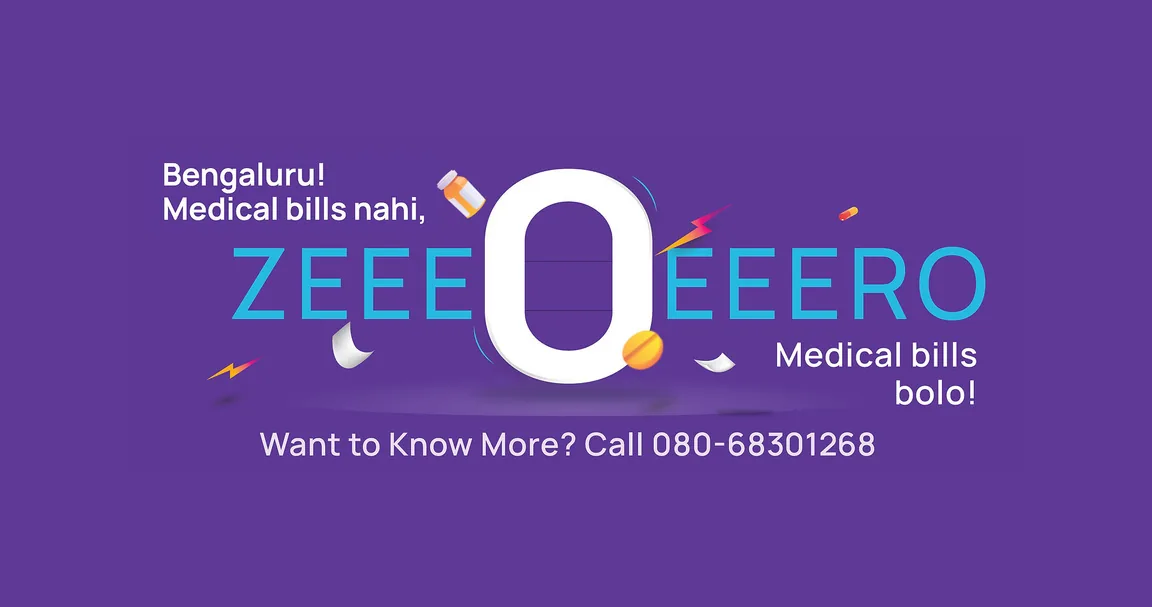 Bengaluru!
Medical bills nahi,
ZEEE0EEERO
Medical bills
bolo!
Want to Know More? Call 080-68301268